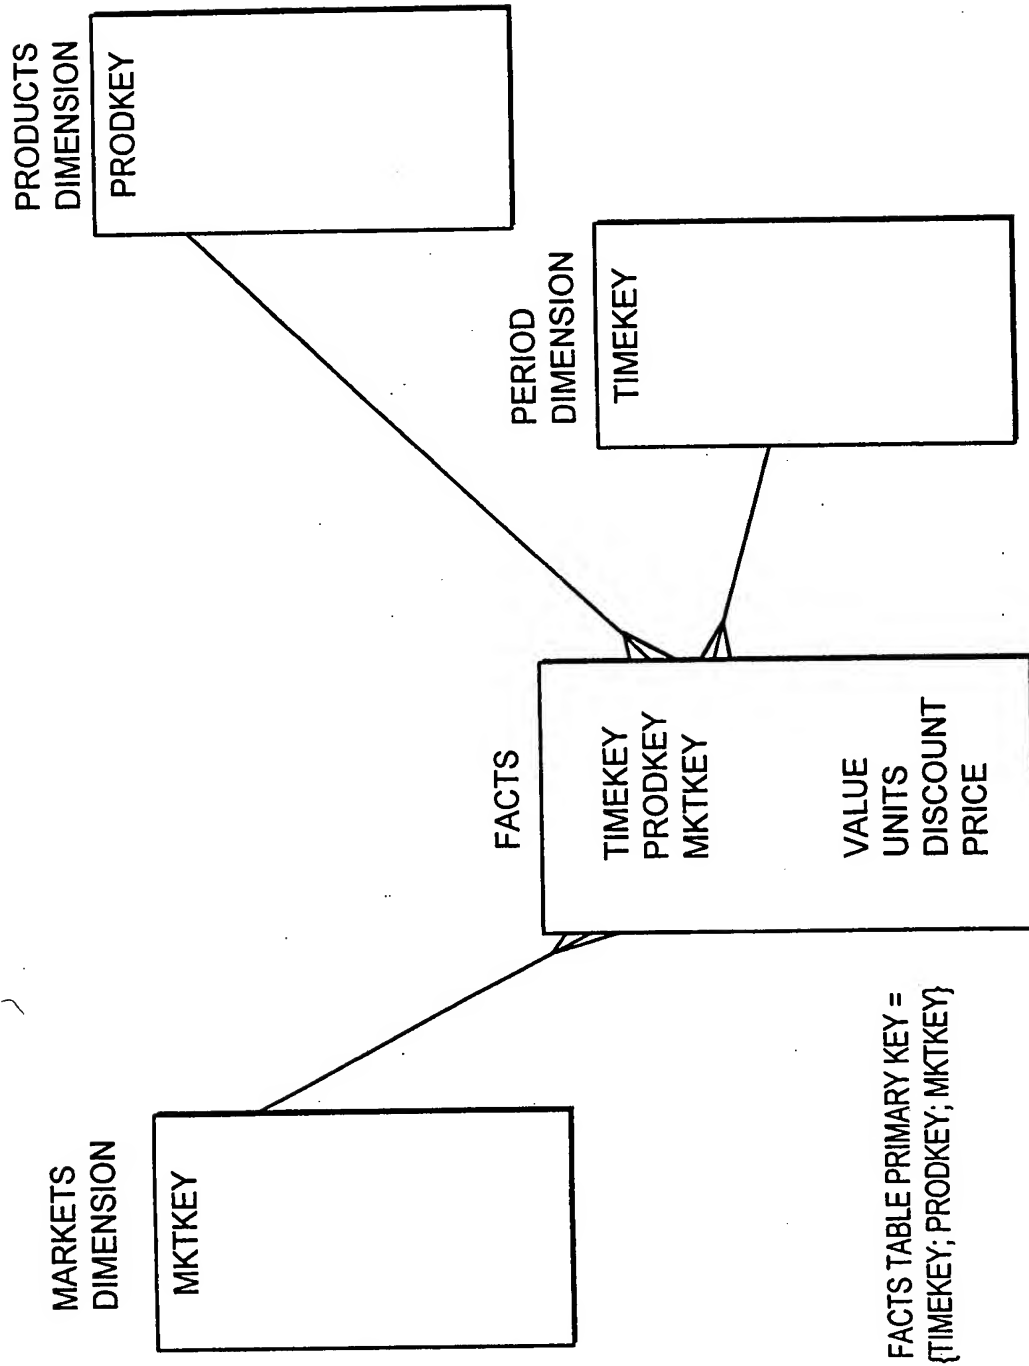 MARKETS
DIMENSION
MKTKEY
FACTS
TIMEKEY
PRODKEY
MKTKEY
VALUE
UNITS
DISCOUNT
PRICE
PRODUCTS
DIMENSION
PRODKEY
PERIOD
DIMENSION
TIMEKEY
FACTS TABLE PRIMARY KEY =
{TIMEKEY; PRODKEY; MKTKEY}